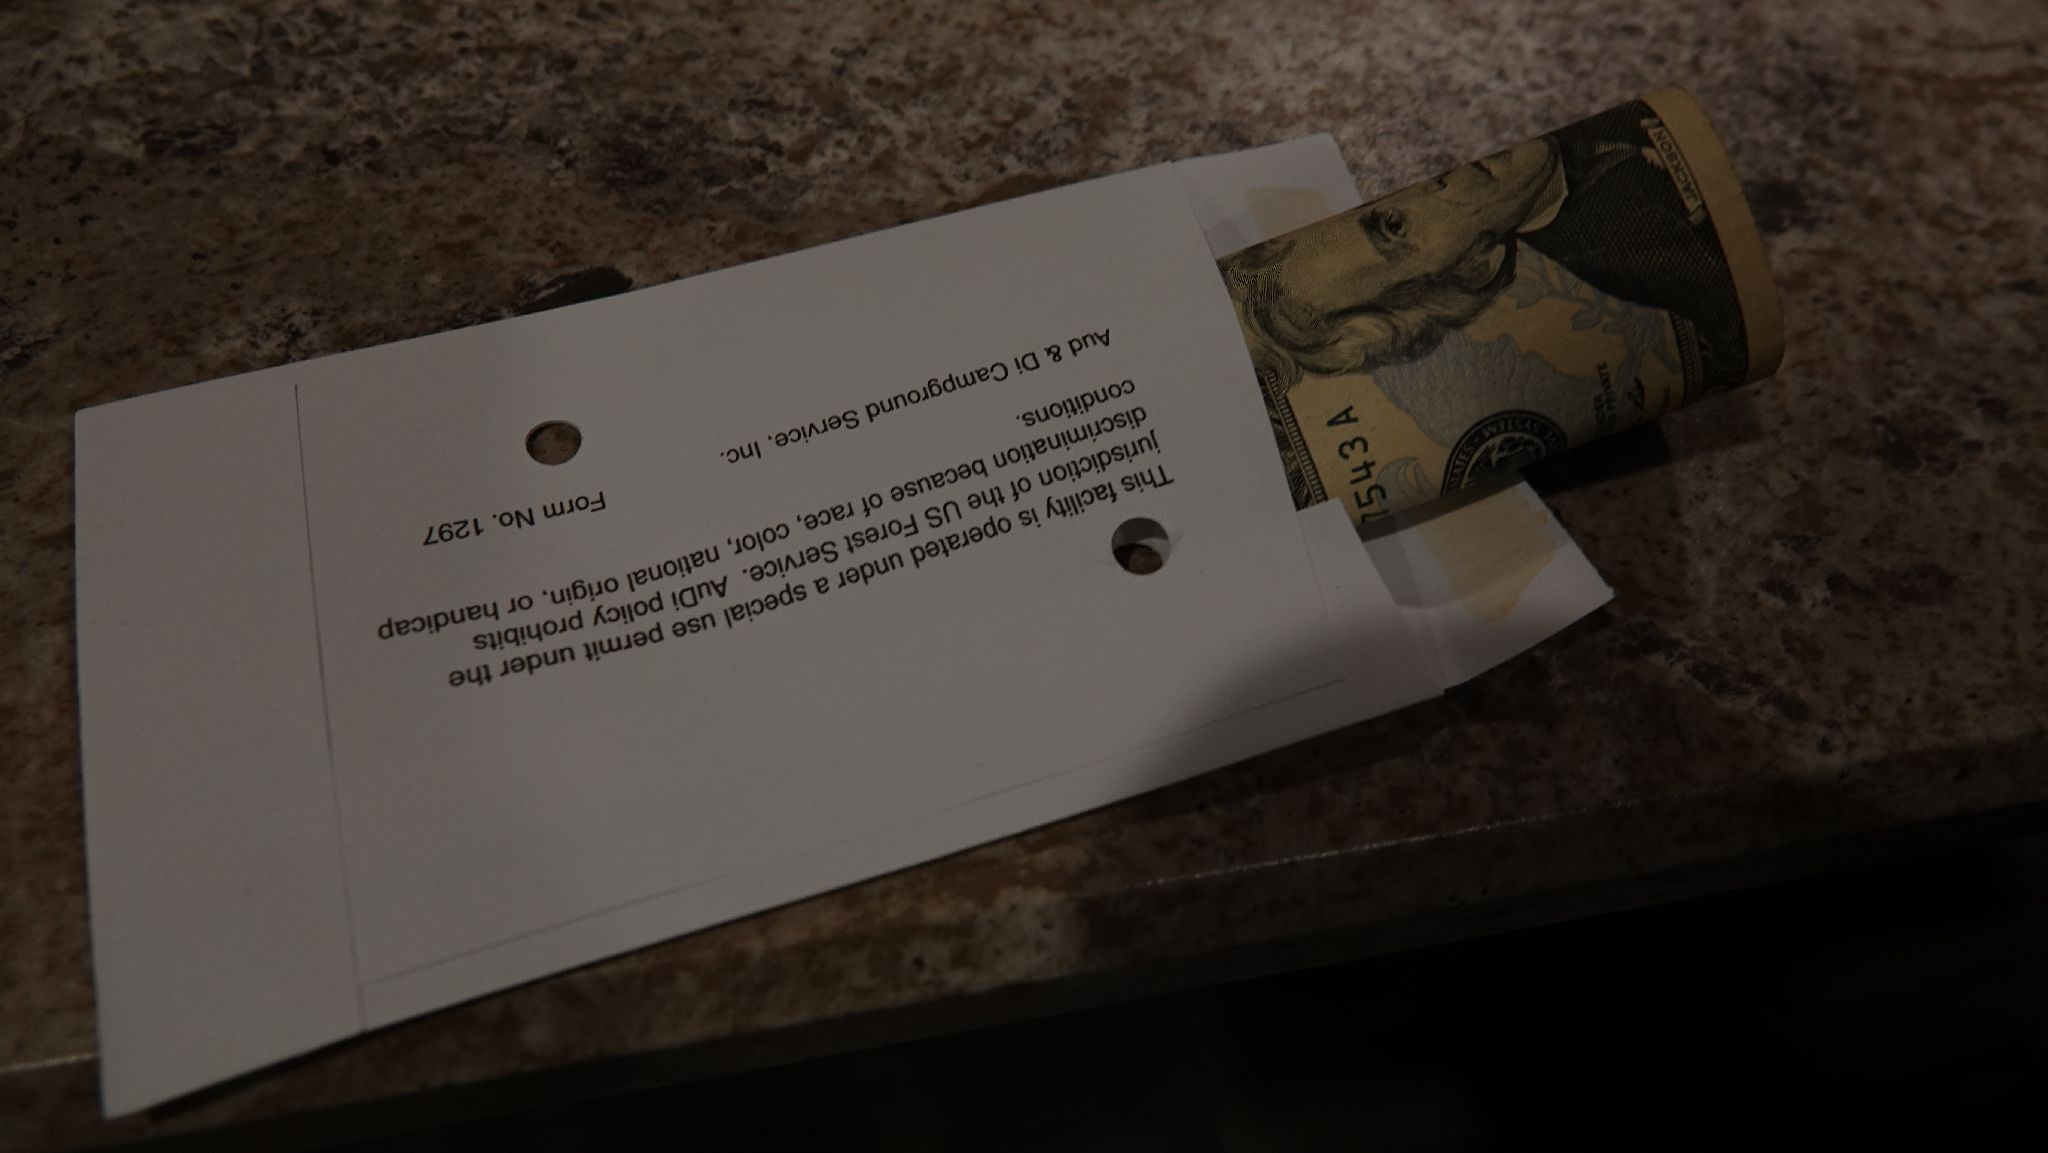 This facility is operated under a special use permit under the
jurisdiction of the US Forest Service. AuDi policy prohibits
discrimination because of race, color, national origin, or handicap
conditions.
Aud & Di Campground Service, Inc.
Form No. 1297
JACKSON
7543A